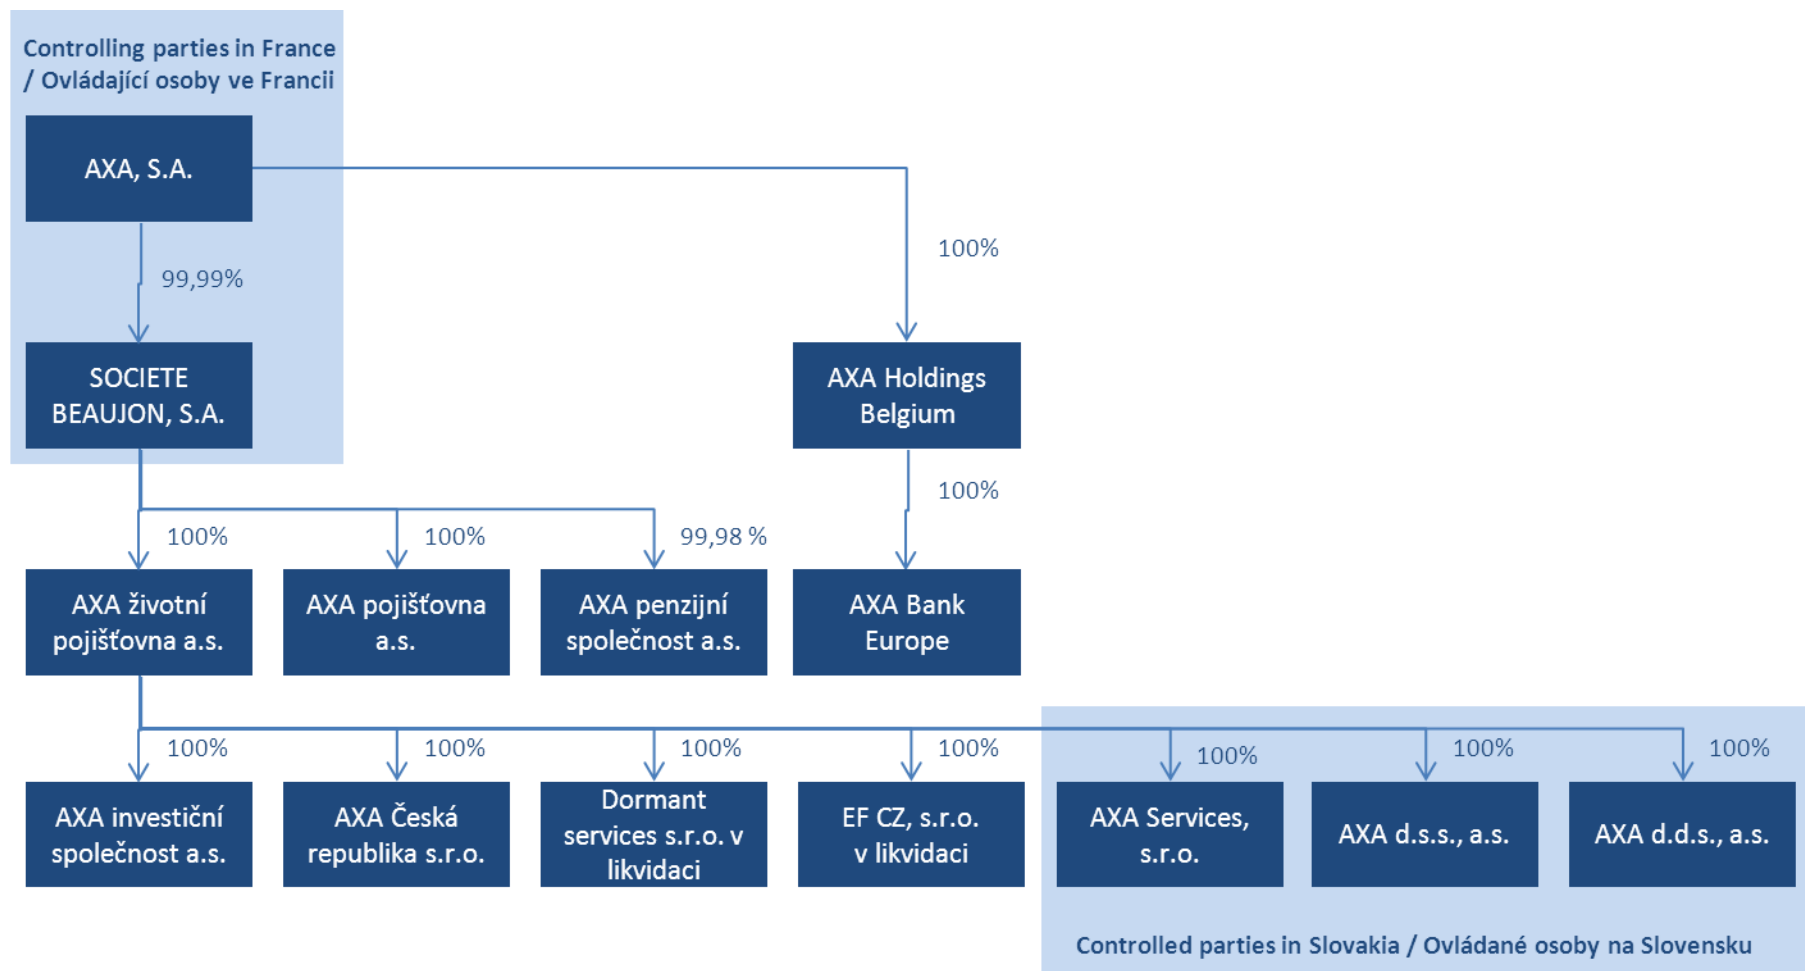 Controlling parties in France
/ Ovládající osoby ve Francii
AXA, S.A.
100%
99,99%
SOCIETE
BEAUJON, S.A.
AXA Holdings
Belgium
100%
100%
100%
99,98 %
AXA životní
pojišťovna a.s.
AXA pojišťovna
a.s.
AXA penzijní
společnost a.s.
AXA Bank
Europe
100%
100%
100%
100%
100%
100%
100%
AXA investiční
společnost a.s.
AXA Česká
republika s.r.o.
Dormant
services s.r.o. v
likvidaci
EF CZ, s.r.o.
v likvidaci
AXA Services,
s.r.o.
AXA d.s.s., a.s.
AXA d.d.s., a.s.
Controlled parties in Slovakia / Ovládané osoby na Slovensku